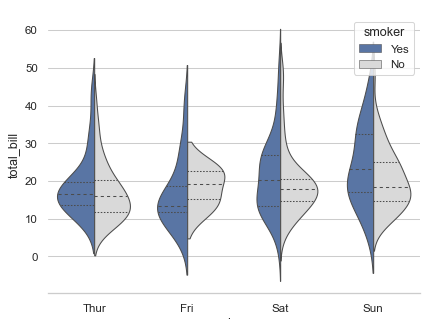 smoker
Yes
No
60
50
40
30
20
10
0
total_bill
Thur
Fri
Sat
Sun